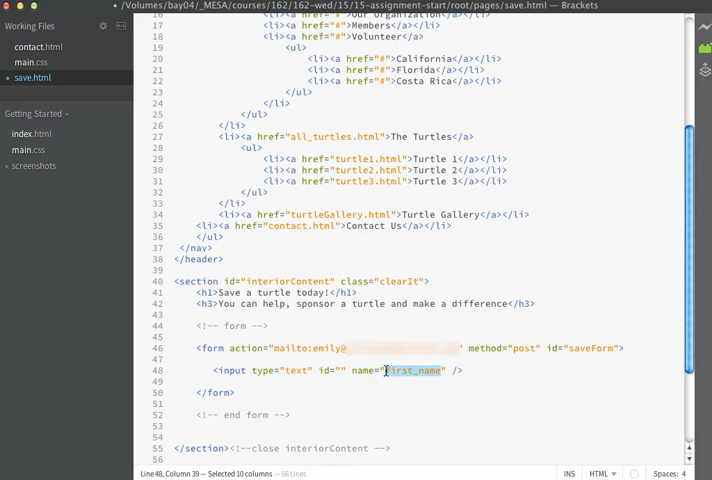 • /Volumes/bay04/_MESA/courses/162/162-wed/15/15-assignment-start/root/pages/save.html — Brackets
Working Files
contact.html
main.css
• save.html
Getting Started
index.html
main.css
screenshots
16 <li><a href="#">Our Organization</a></li>
17 <li><a href="#">Members</a></li>
18 <li><a href="#">Volunteer</a>
19 <ul>
20 <li><a href="#">California</a></li>
21 <li><a href="#">Florida</a></li>
22 <li><a href="#">Costa Rica</a></li>
23 </ul>
24 </li>
25 </ul>
26 </li>
27 <li><a href="all_turtles.html">The Turtles</a>
28 <ul>
29 <li><a href="turtle1.html">Turtle 1</a></li>
30 <li><a href="turtle2.html">Turtle 2</a></li>
31 <li><a href="turtle3.html">Turtle 3</a></li>
32 </ul>
33 </li>
34 <li><a href="turtleGallery.html">Turtle Gallery</a></li>
35 <li><a href="contact.html">Contact Us</a></li>
36 </ul>
37 </nav>
38 </header>
39
40 <section id="interiorContent" class="clearIt">
41 <h1>Save a turtle today!</h1>
42 <h3>You can help, sponsor a turtle and make a difference</h3>
43
44 <!-- form -->
45
46 <form action="mailto:emily@ " method="post" id="saveForm">
47
48 <input type="text" id="" name="first_name" />
49
50 </form>
51
52 <!-- end form -->
53
54
55 </section><!--close interiorContent -->
56
Line 48, Column 39 — Selected 10 columns — 66 Lines
INS
HTML
Spaces: 4